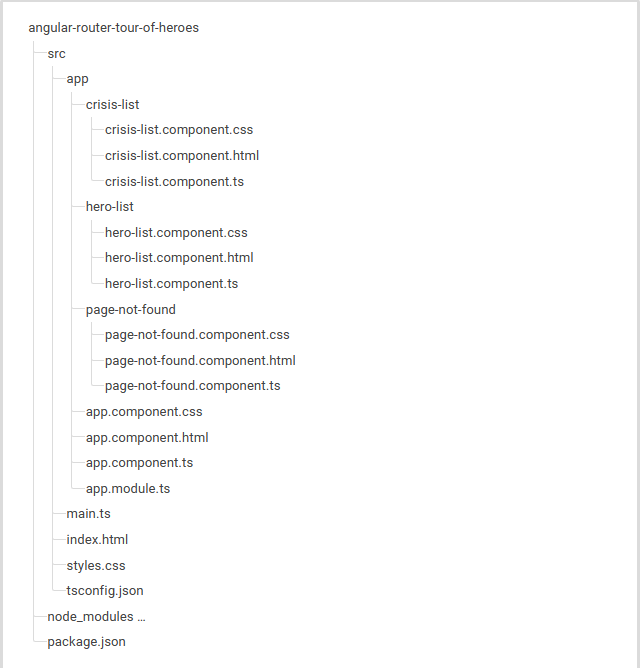 angular-router-tour-of-heroes
src
app
crisis-list
crisis-list.component.css
crisis-list.component.html
crisis-list.component.ts
hero-list
hero-list.component.css
hero-list.component.html
hero-list.component.ts
page-not-found
page-not-found.component.css
page-not-found.component.html
page-not-found.component.ts
app.component.css
app.component.html
app.component.ts
app.module.ts
main.ts
index.html
styles.css
tsconfig.json
node_modules ...
package.json